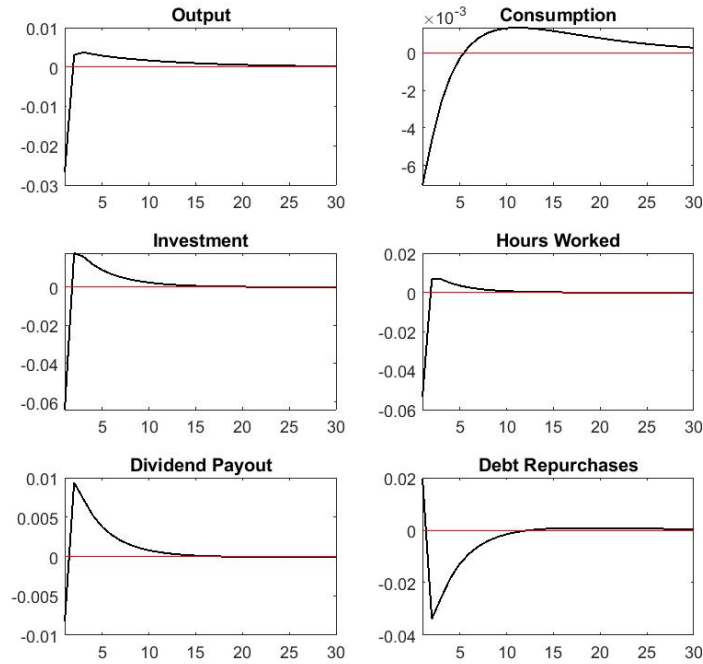 Output
0.01
0
-0.01
-0.02
-0.03
5 10 15 20 25 30
Consumption
×10⁻³
0
-2
-4
-6
5 10 15 20 25 30
Investment
0
-0.02
-0.04
-0.06
5 10 15 20 25 30
Hours Worked
0.02
0
-0.02
-0.04
-0.06
5 10 15 20 25 30
Dividend Payout
0.01
0.005
0
-0.005
-0.01
5 10 15 20 25 30
Debt Repurchases
0.02
0
-0.02
-0.04
5 10 15 20 25 30